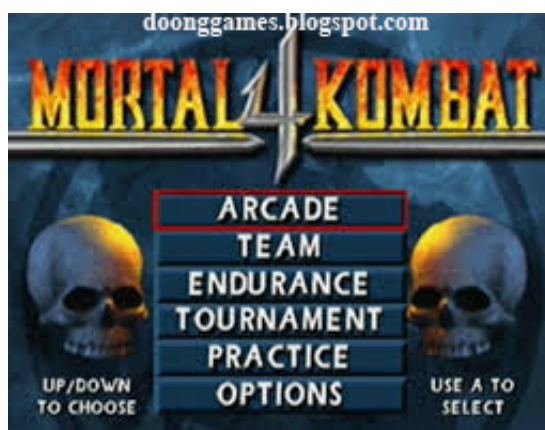 doonggames.blogspot.com
MORTAL 4 KOMBAT
ARCADE
TEAM
ENDURANCE
TOURNAMENT
PRACTICE
OPTIONS
UP/DOWN
TO CHOOSE
USE A TO
SELECT